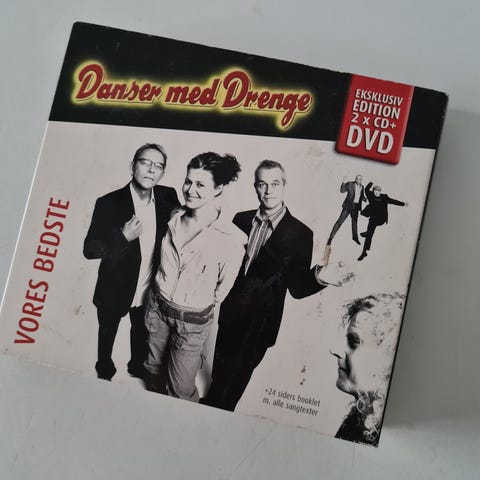 Danser med Drenge
EKSKLUSIV
EDITION
2 x CD+
DVD
VORES BEDSTE
+24 siders booklet
m. alle sangtexter